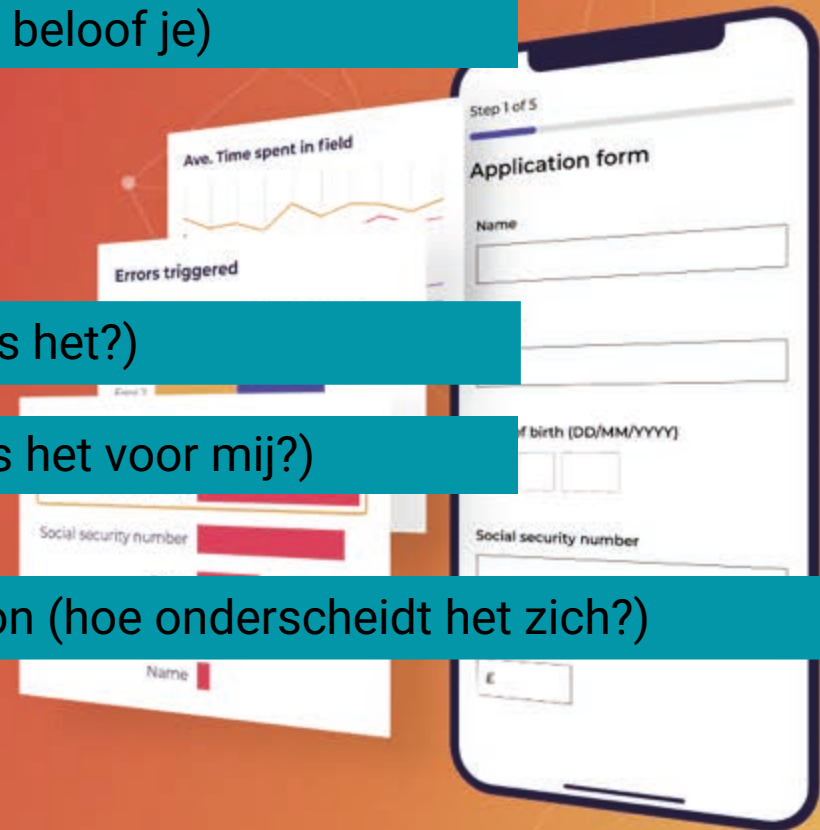 beloof je)
Step 1 of 5
Ave. Time spent in field
Application form
Name
Errors triggered
s het?)
f birth (DD/MM/YYYY)
s het voor mij?)
Social security number
Social security number
on (hoe onderscheidt het zich?)
Name
£